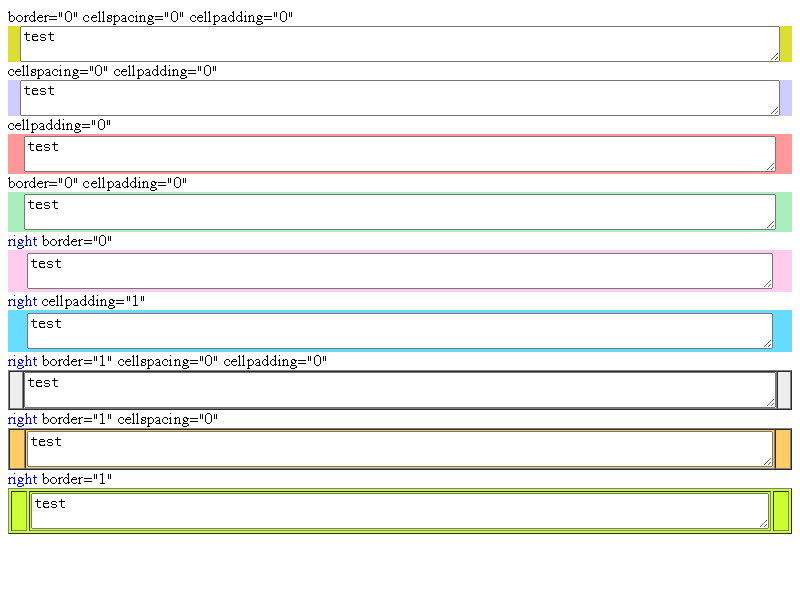 border="0" cellspacing="0" cellpadding="0"
test
cellspacing="0" cellpadding="0"
test
cellpadding="0"
test
border="0" cellpadding="0"
test
right border="0"
test
right cellpadding="1"
test
right border="1" cellspacing="0" cellpadding="0"
test
right border="1" cellspacing="0"
test
right border="1"
test